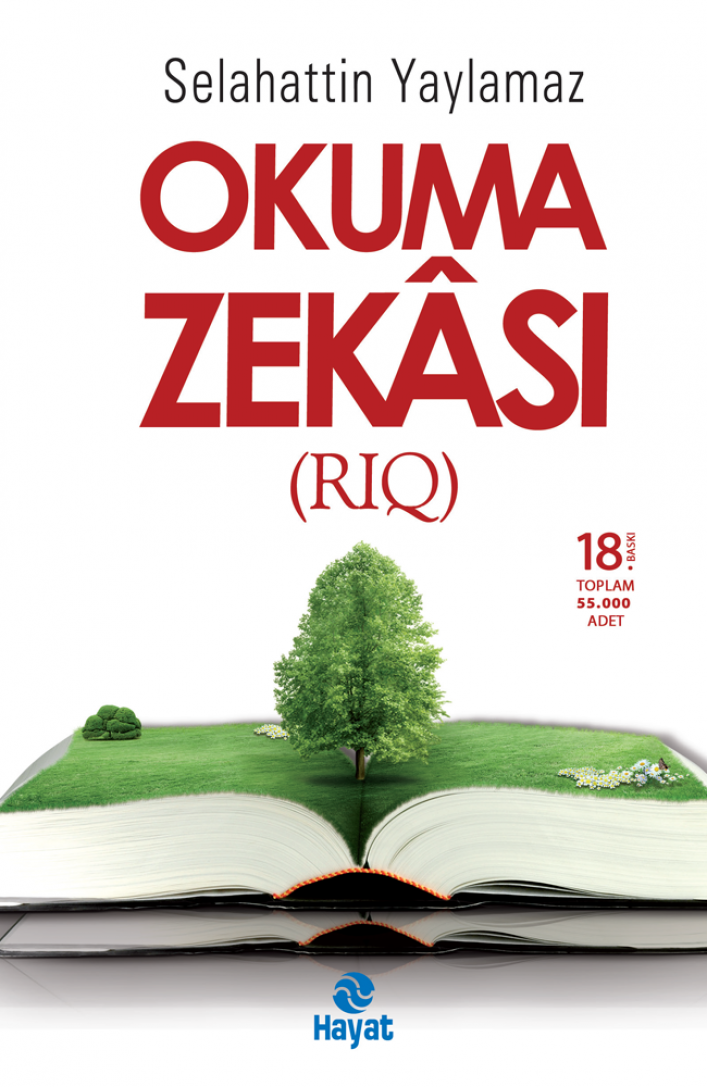 Selahattin Yaylamaz
OKUMA
ZEKÂSI
(RIQ)
18. BASKI
TOPLAM
55.000
ADET
Hayat